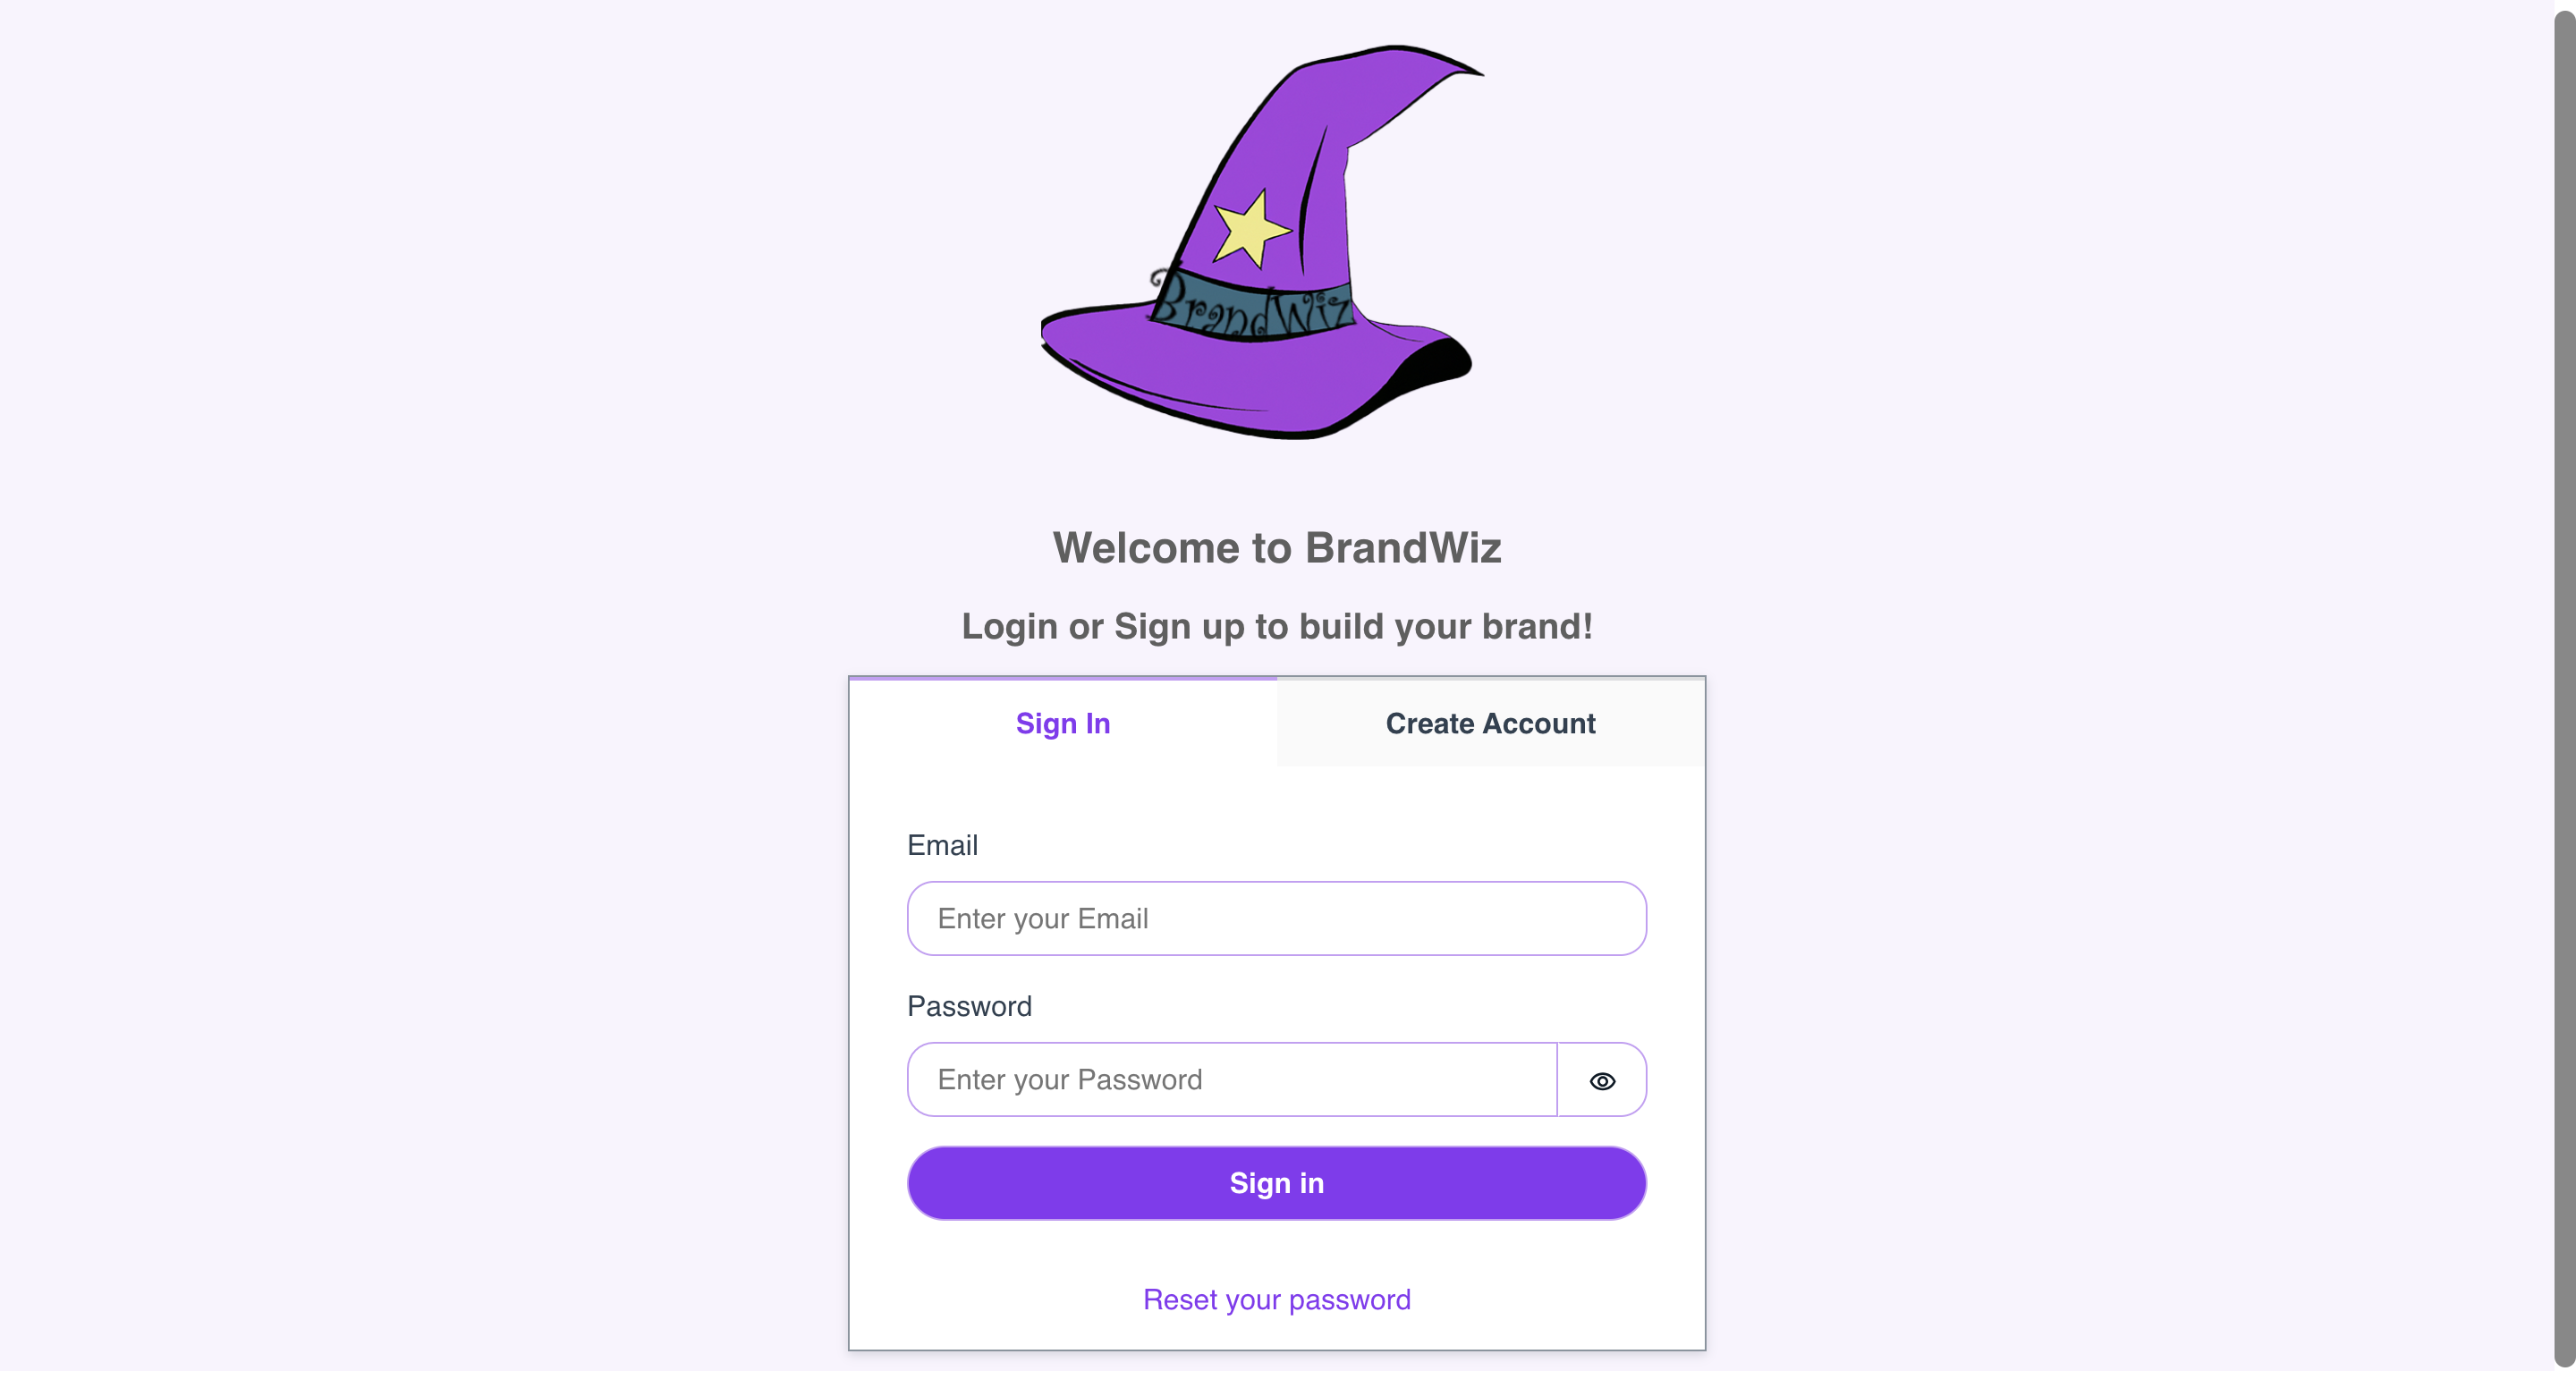 BrandWiz
Welcome to BrandWiz
Login or Sign up to build your brand!
Sign In
Create Account
Email
Enter your Email
Password
Enter your Password
Sign in
Reset your password